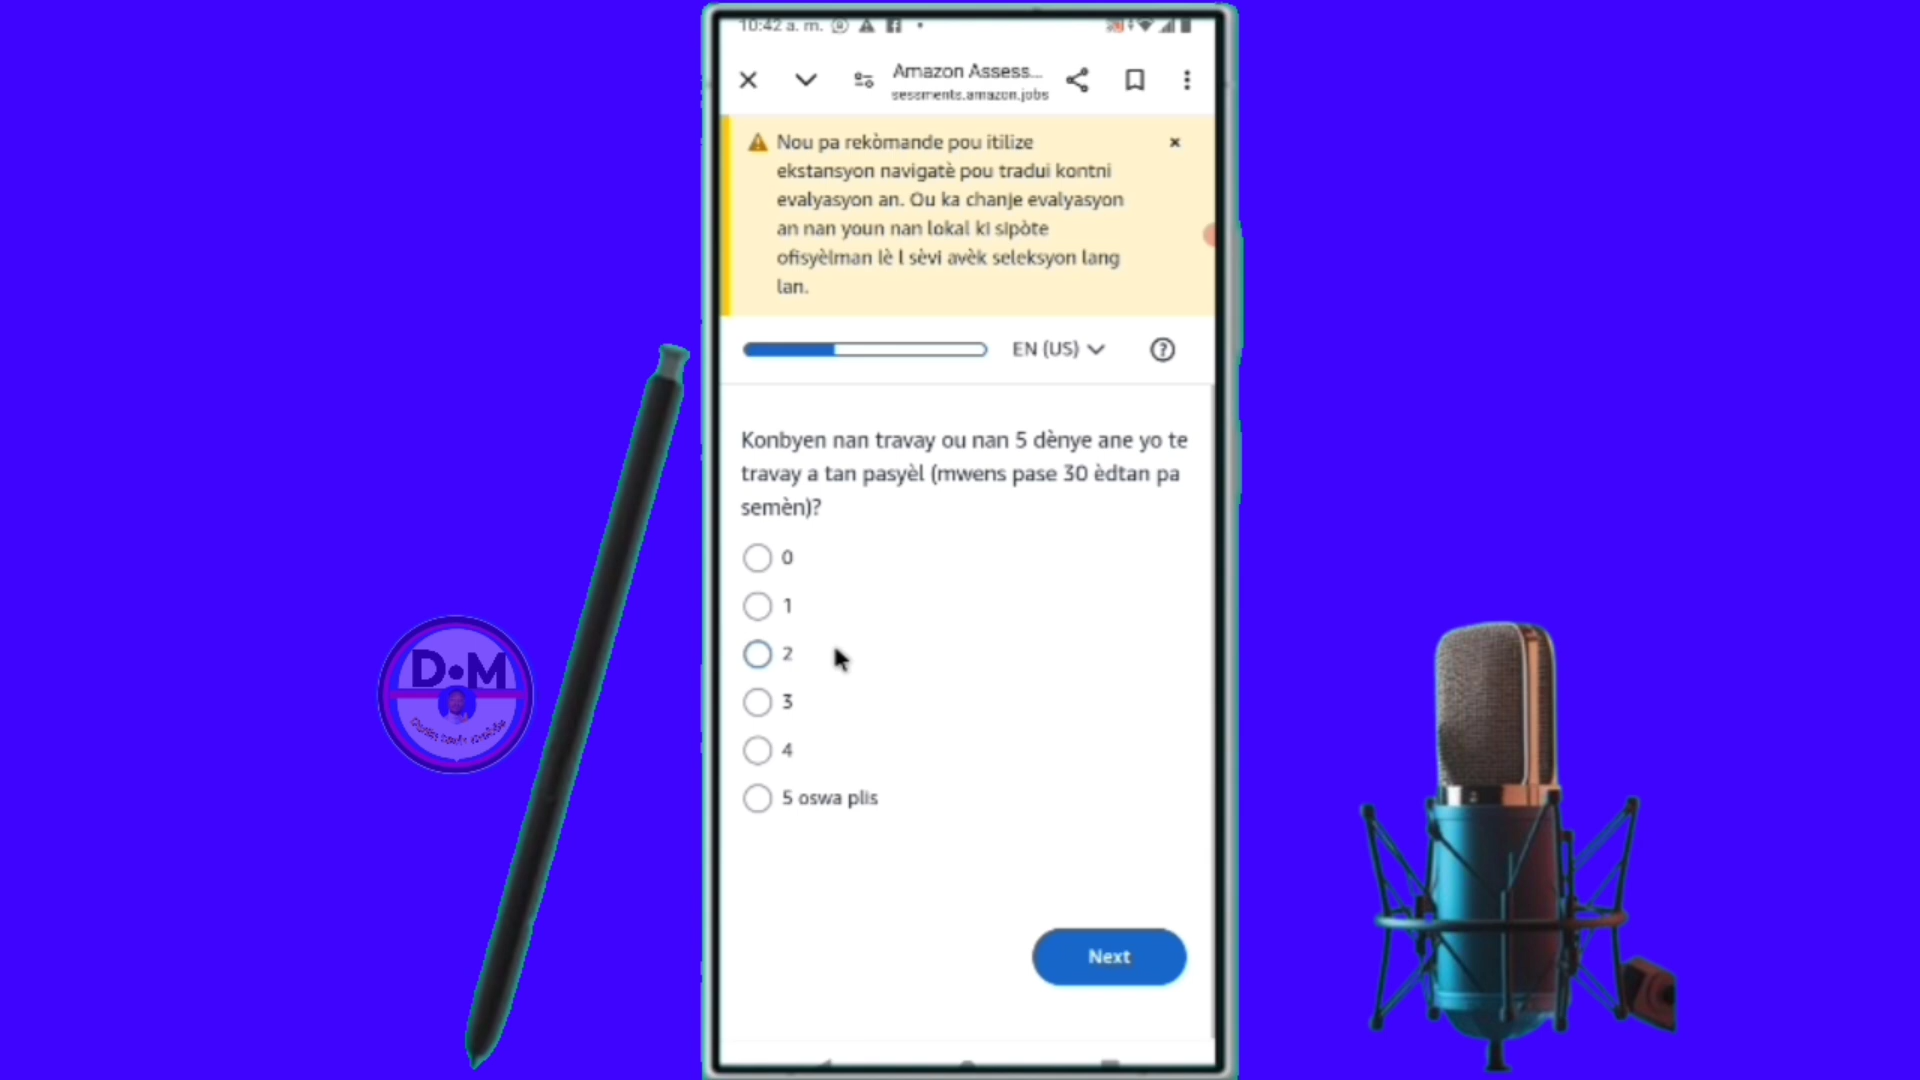 10:42 a. m.
Amazon Assess...
sessments.amazon.jobs
Nou pa rekòmande pou itilize
ekstansyon navigatè pou tradui kontni
evalyasyon an. Ou ka chanje evalyasyon
an nan youn nan lokal ki sipòte
ofisyèlman lè l sèvi avèk seleksyon lang
lan.
EN (US)
Konbyen nan travay ou nan 5 dènye ane yo te
travay a tan pasyèl (mwens pase 30 èdtan pa
semèn)?
0
1
2
3
4
5 oswa plis
Next
D•M